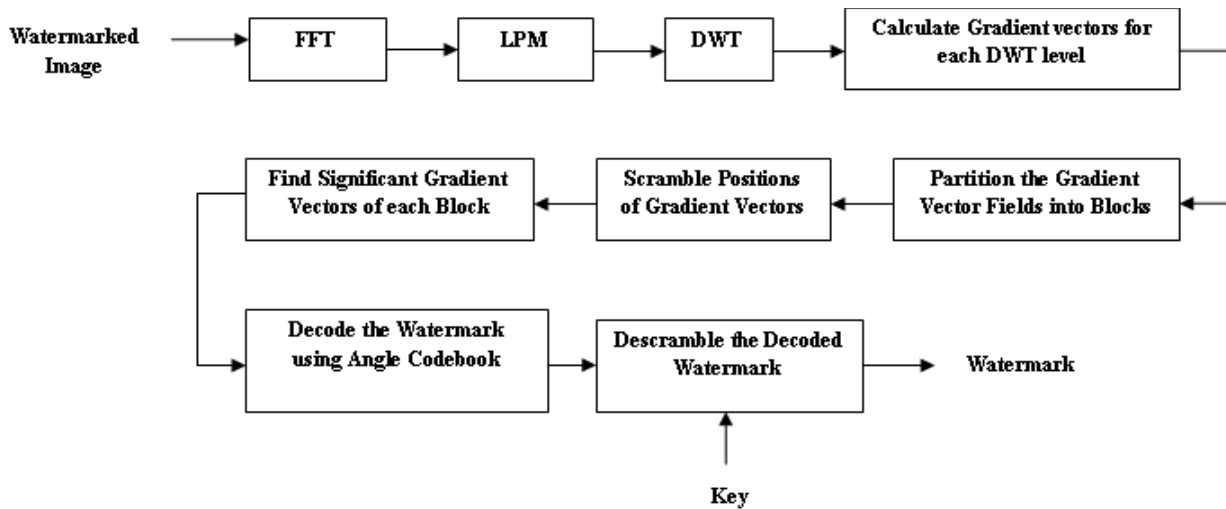 Watermarked
Image
FFT
LPM
DWT
Calculate Gradient vectors for
each DWT level
Find Significant Gradient
Vectors of each Block
Scramble Positions
of Gradient Vectors
Partition the Gradient
Vector Fields into Blocks
Decode the Watermark
using Angle Codebook
Descramble the Decoded
Watermark
Watermark
Key